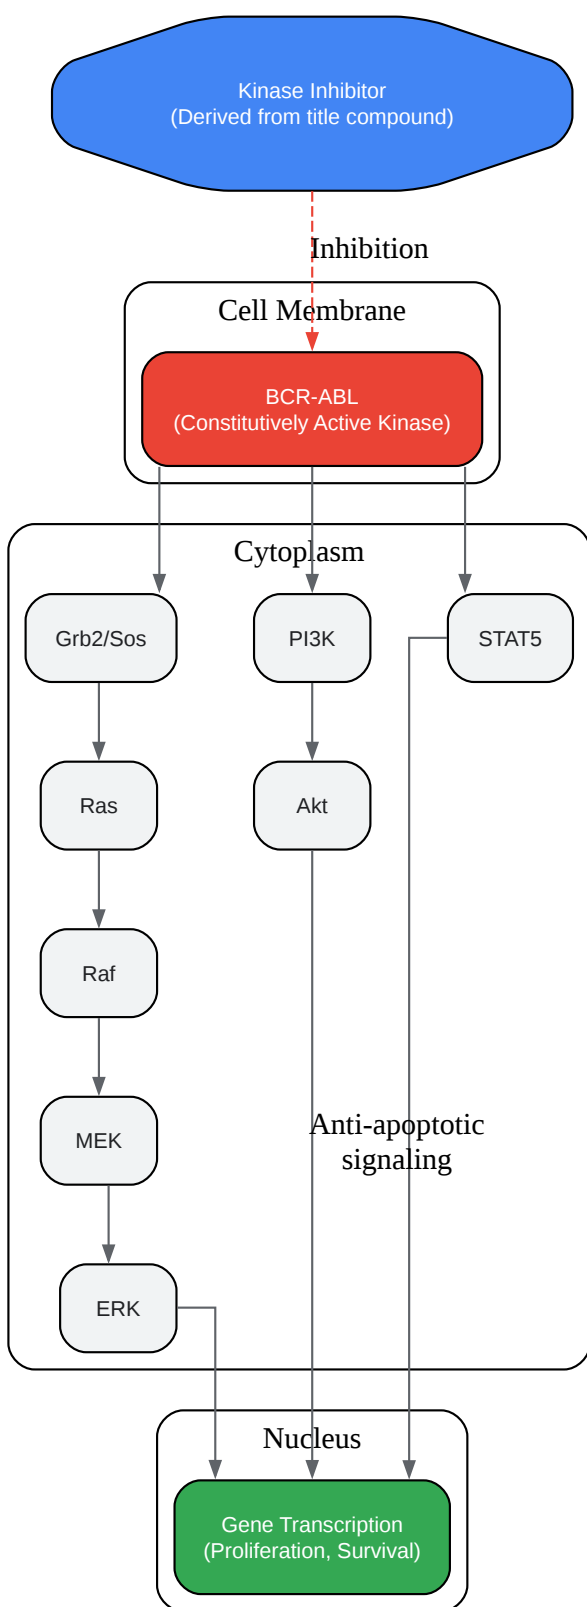 Kinase Inhibitor
(Derived from title compound)
Inhibition
Cell Membrane
BCR-ABL
(Constitutively Active Kinase)
Cytoplasm
Grb2/Sos
PI3K
STAT5
Ras
Akt
Raf
MEK
Anti-apoptotic
signaling
ERK
Nucleus
Gene Transcription
(Proliferation, Survival)